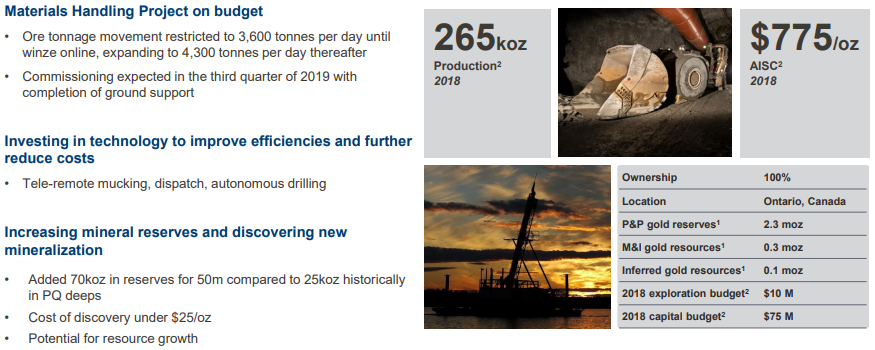 Materials Handling Project on budget
• Ore tonnage movement restricted to 3,600 tonnes per day until
winze online, expanding to 4,300 tonnes per day thereafter
• Commissioning expected in the third quarter of 2019 with
completion of ground support
Investing in technology to improve efficiencies and further
reduce costs
• Tele-remote mucking, dispatch, autonomous drilling
Increasing mineral reserves and discovering new
mineralization
• Added 70koz in reserves for 50m compared to 25koz historically
in PQ deeps
• Cost of discovery under $25/oz
• Potential for resource growth
265koz
Production²
2018
$775/oz
AISC²
2018
Ownership 100%
Location Ontario, Canada
P&P gold reserves¹ 2.3 moz
M&I gold resources¹ 0.3 moz
Inferred gold resources¹ 0.1 moz
2018 exploration budget² $10 M
2018 capital budget² $75 M